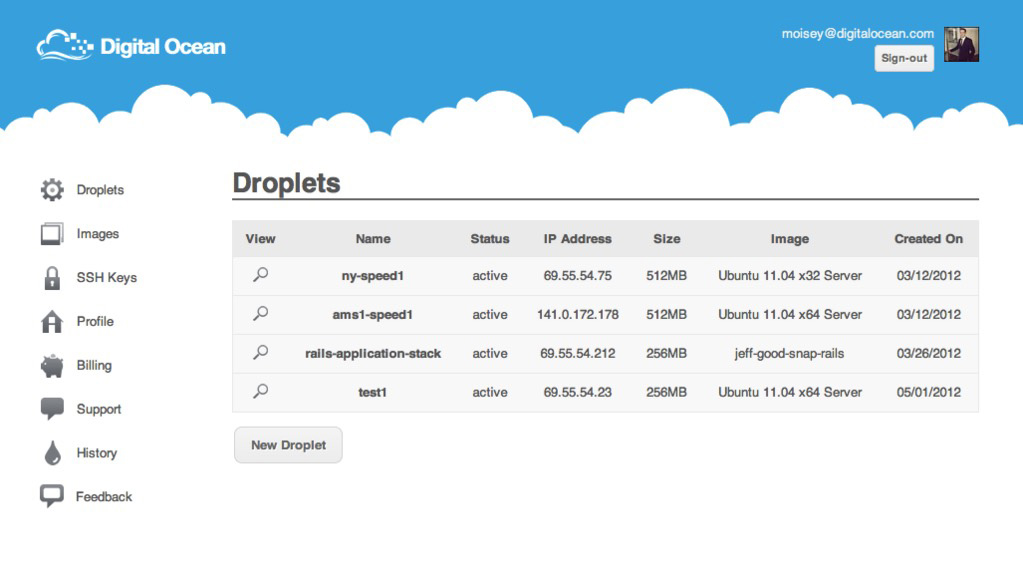 Digital Ocean
moisey@digitalocean.com
Sign-out
Droplets
Images
SSH Keys
Profile
Billing
Support
History
Feedback
Droplets
View Name Status IP Address Size Image Created On
ny-speed1 active 69.55.54.75 512MB Ubuntu 11.04 x32 Server 03/12/2012
ams1-speed1 active 141.0.172.178 512MB Ubuntu 11.04 x64 Server 03/12/2012
rails-application-stack active 69.55.54.212 256MB jeff-good-snap-rails 03/26/2012
test1 active 69.55.54.23 256MB Ubuntu 11.04 x64 Server 05/01/2012
New Droplet